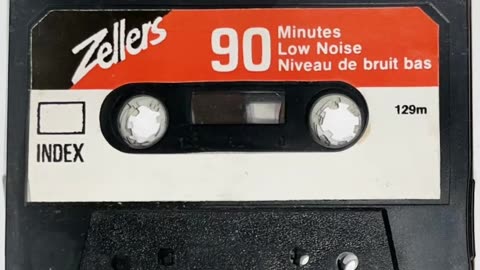 Zellers
90
Minutes
Low Noise
Niveau de bruit bas
129m
INDEX